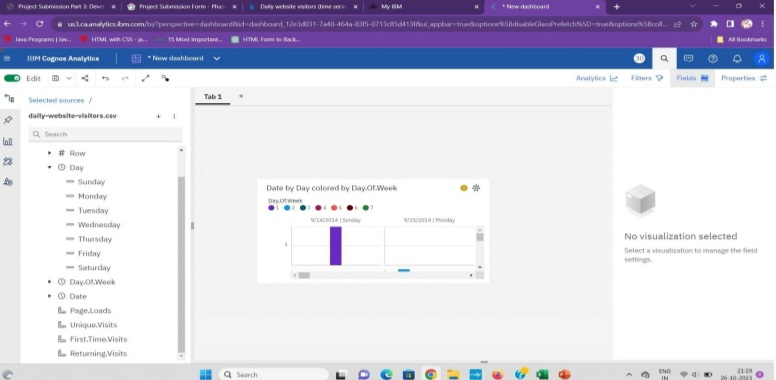 Project Submission Part 3: Devel
Project Submission Form - Phas
Daily website visitors (time serie
My IBM
* New dashboard
us3.ca.analytics.ibm.com/bi/?perspective=dashboard&id=dashboard_12e3d031-7a40-464a-83f5-0713c85d413f&ui_appbar=true&options%5BdisableGlassPrefetch%5D=true&options%5Bcoll...
Java Programs | Jav...
HTML with CSS - ja...
15 Most Important...
HTML Form to Back...
All Bookmarks
IBM Cognos Analytics
* New dashboard
30
Edit
Analytics
Filters
Fields
Properties
Selected sources /
Tab 1
+
daily-website-visitors.csv
Search
# Row
Day
Sunday
Monday
Tuesday
Wednesday
Thursday
Friday
Saturday
Day.Of.Week
Date
Page.Loads
Unique.Visits
First.Time.Visits
Returning.Visits
Date by Day colored by Day.Of.Week
Day.Of.Week
1 2 3 4 5 6 7
9/14/2014 | Sunday
9/15/2014 | Monday
1
No visualization selected
Select a visualization to manage the field
settings.
Search
ENG
IN
21:29
26-10-2023